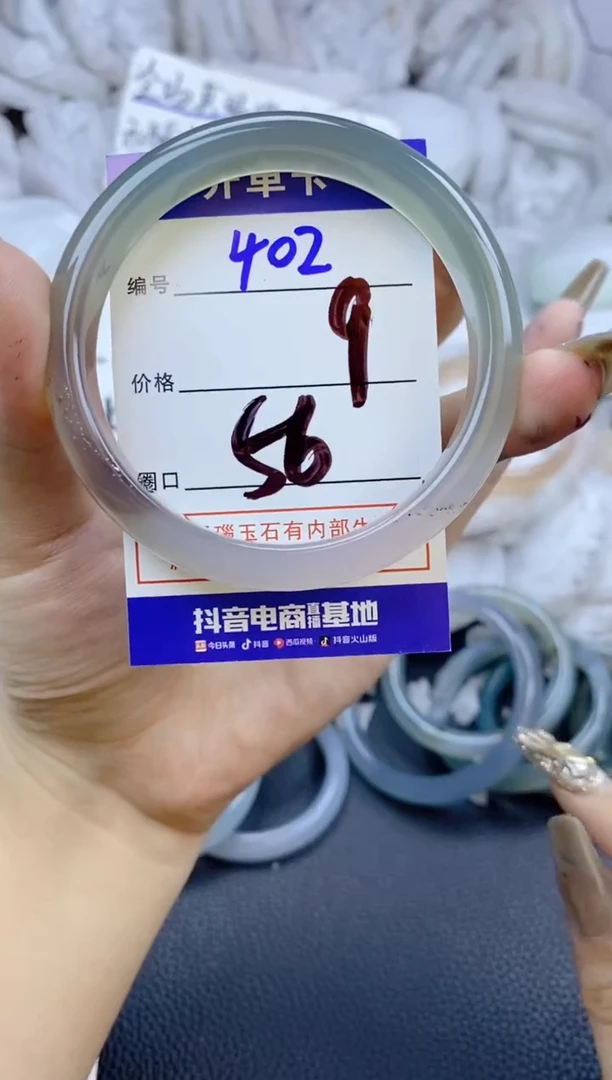 开单卡
402
编号
9
价格
56
圈口
瑙玉石有内部生
抖音电商直播基地
今日头条 抖音 西瓜视频 抖音火山版